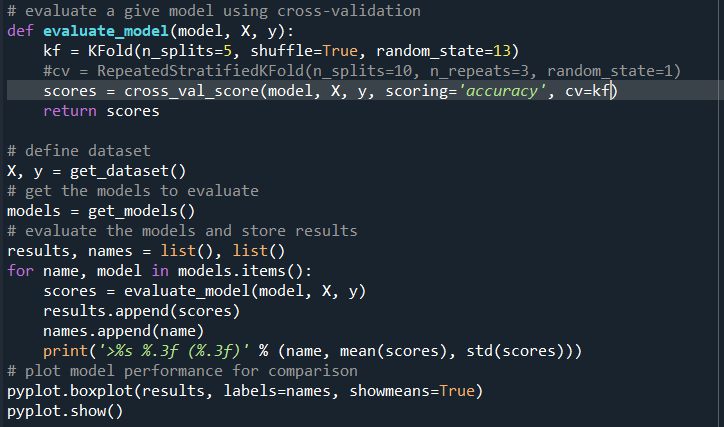 # evaluate a give model using cross-validation
def evaluate_model(model, X, y):
    kf = KFold(n_splits=5, shuffle=True, random_state=13)
    #cv = RepeatedStratifiedKFold(n_splits=10, n_repeats=3, random_state=1)
    scores = cross_val_score(model, X, y, scoring='accuracy', cv=kf)
    return scores

# define dataset
X, y = get_dataset()
# get the models to evaluate
models = get_models()
# evaluate the models and store results
results, names = list(), list()
for name, model in models.items():
    scores = evaluate_model(model, X, y)
    results.append(scores)
    names.append(name)
    print('>%s %.3f (%.3f)' % (name, mean(scores), std(scores)))
# plot model performance for comparison
pyplot.boxplot(results, labels=names, showmeans=True)
pyplot.show()